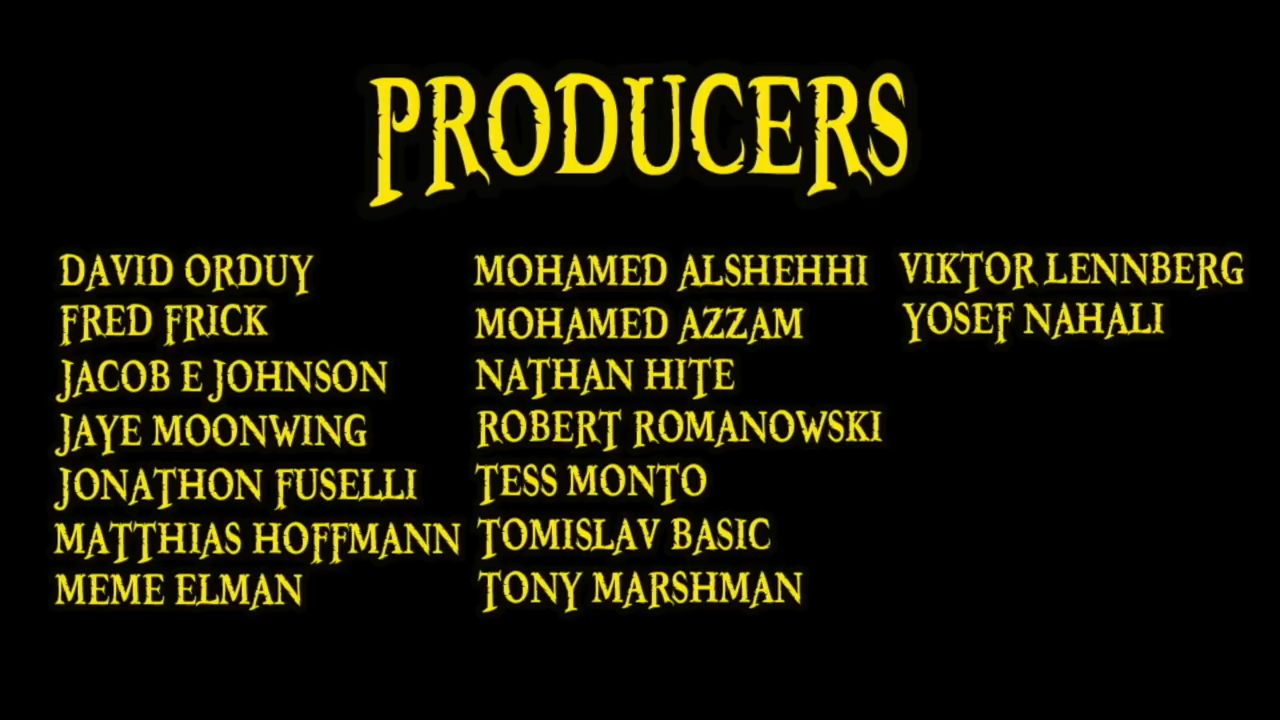 PRODUCERS
DAVID ORDUY
FRED FRICK
JACOB E JOHNSON
JAYE MOONWING
JONATHON FUSELLI
MATTHIAS HOFFMANN
MEME ELMAN
MOHAMED ALSHEHHI
MOHAMED AZZAM
NATHAN HITE
ROBERT ROMANOWSKI
TESS MONTO
TOMISLAV BASIC
TONY MARSHMAN
VIKTOR LENNBERG
YOSEF NAHALI